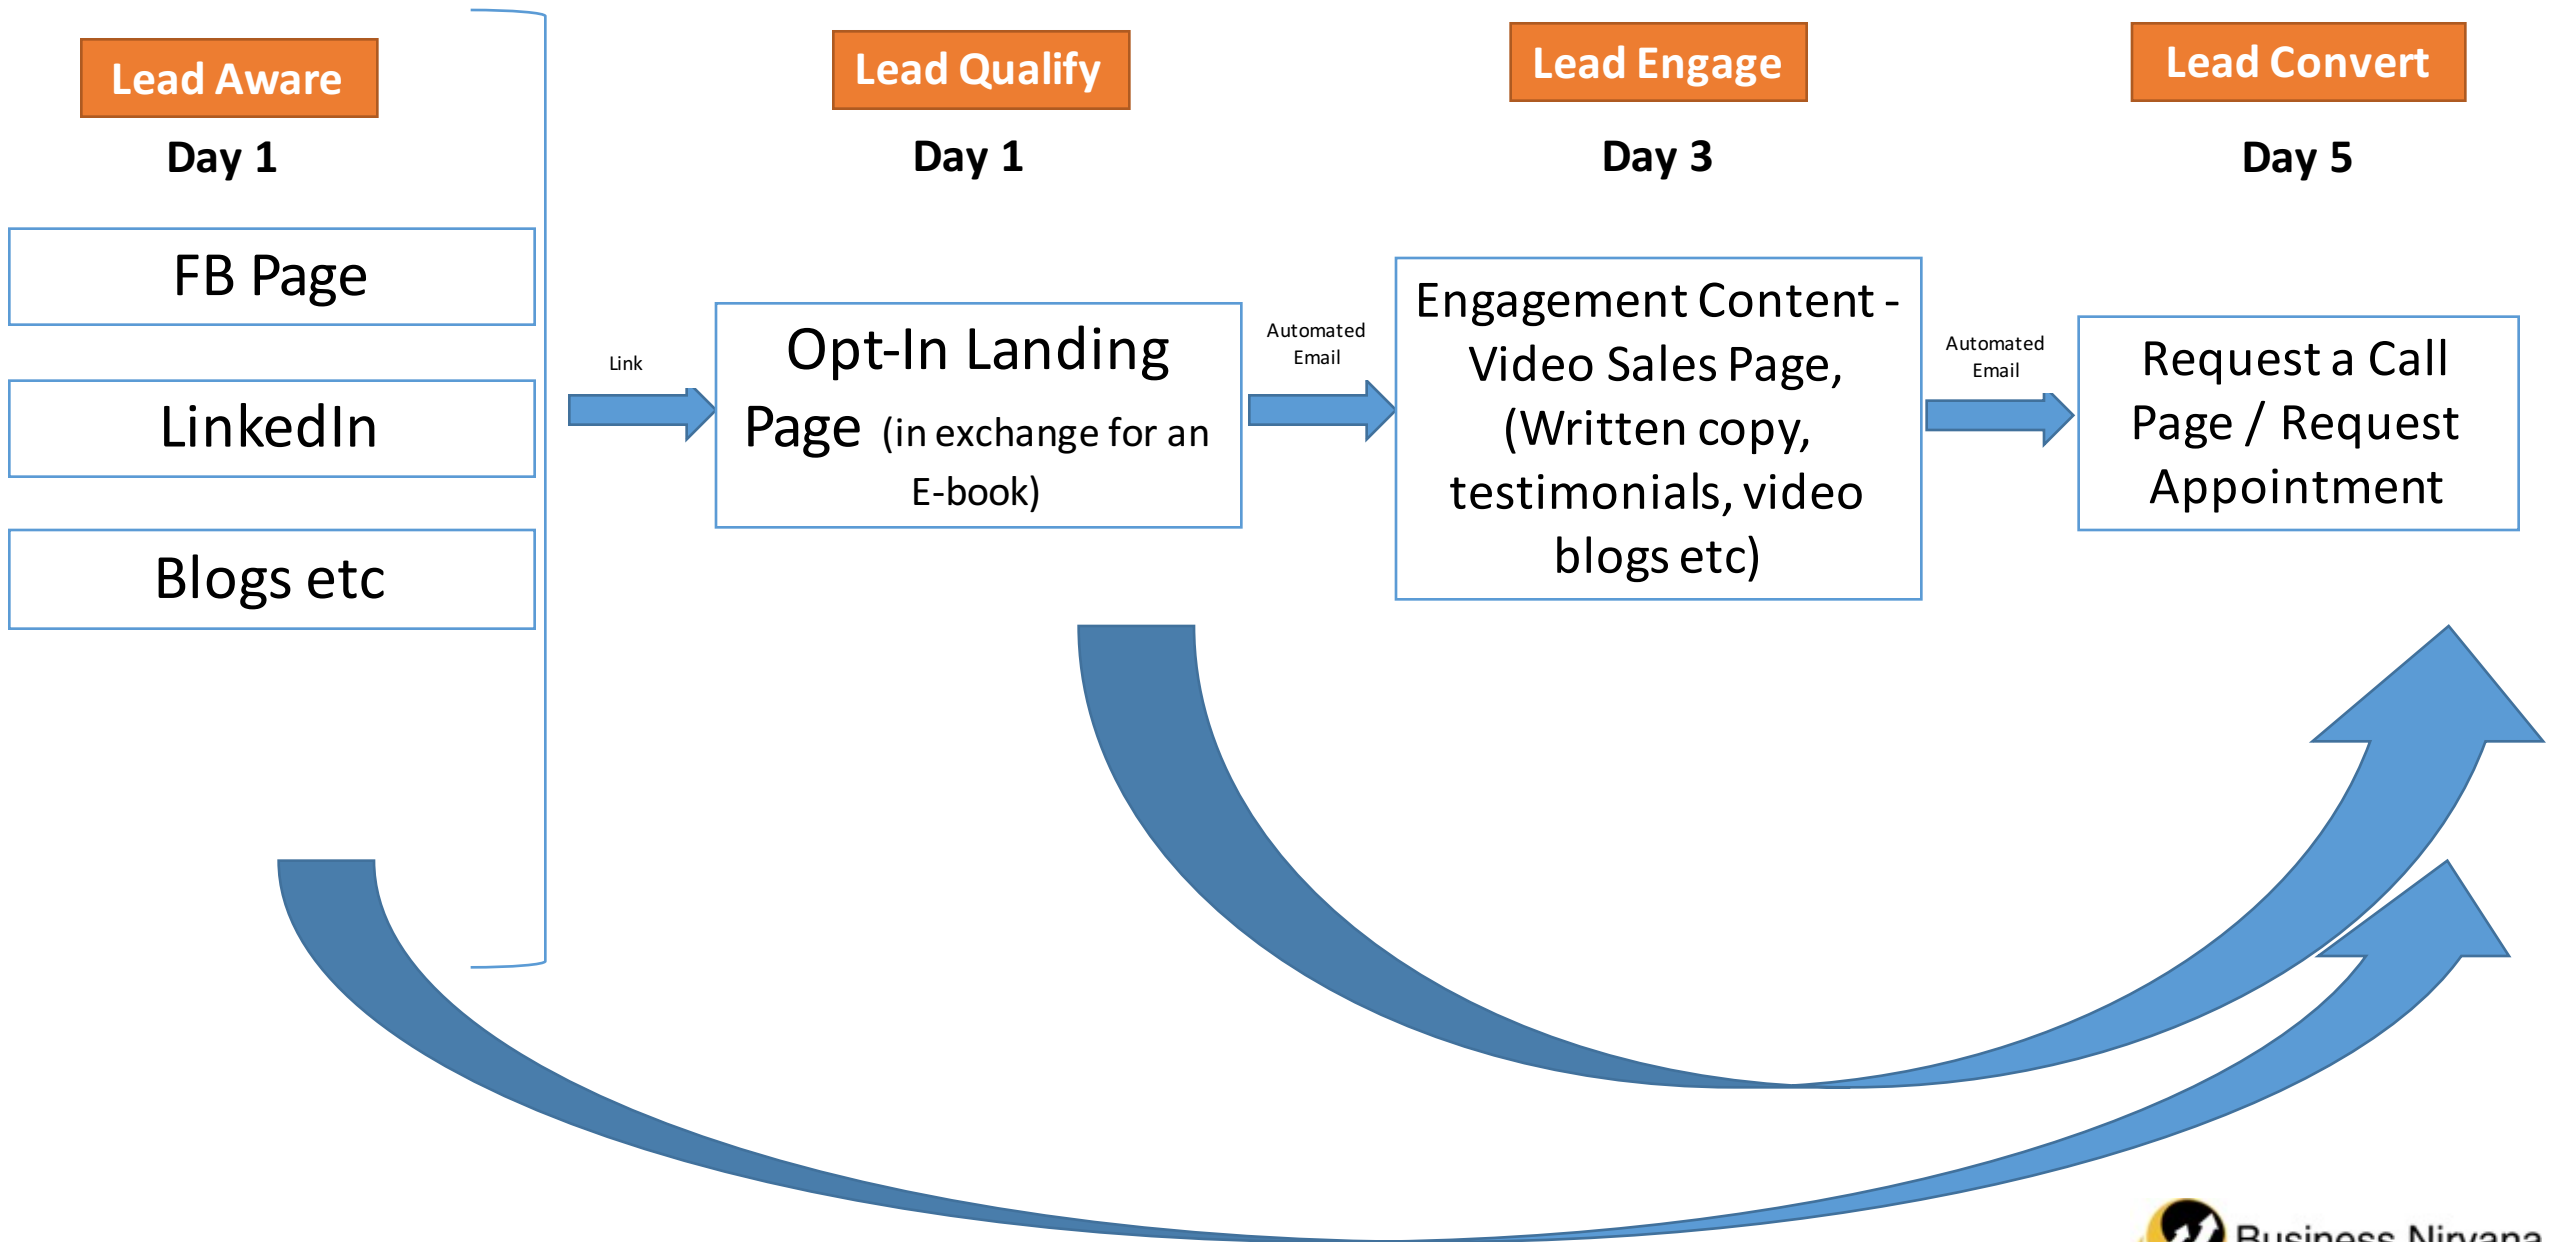 Lead Aware
Day 1
FB Page
LinkedIn
Blogs etc
Link
Lead Qualify
Day 1
Opt-In Landing
Page (in exchange for an
E-book)
Automated
Email
Lead Engage
Day 3
Engagement Content -
Video Sales Page,
(Written copy,
testimonials, video
blogs etc)
Automated
Email
Lead Convert
Day 5
Request a Call
Page / Request
Appointment
Business Nirvana